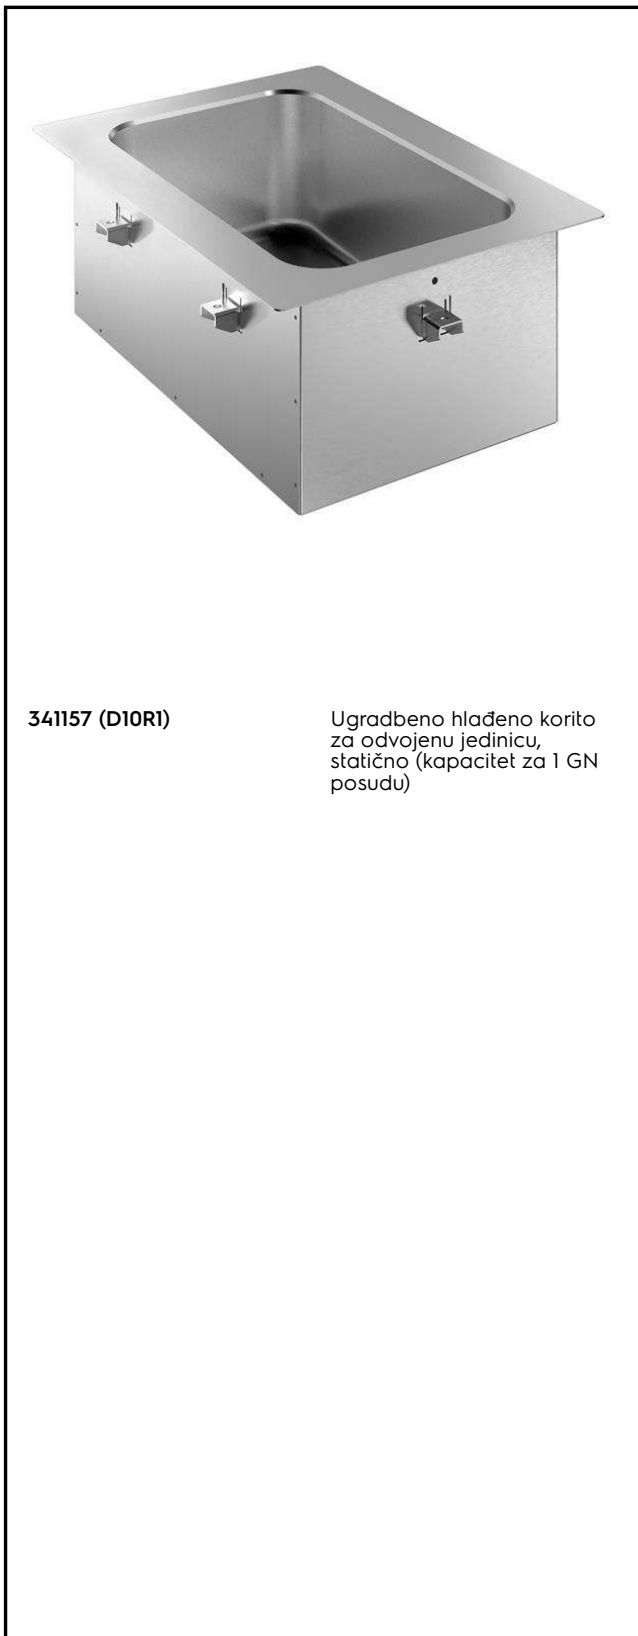 341157 (D10R1)
Ugradbeno hlađeno korito
za odvojenu jedinicu,
statično (kapacitet za 1 GN
posudu)